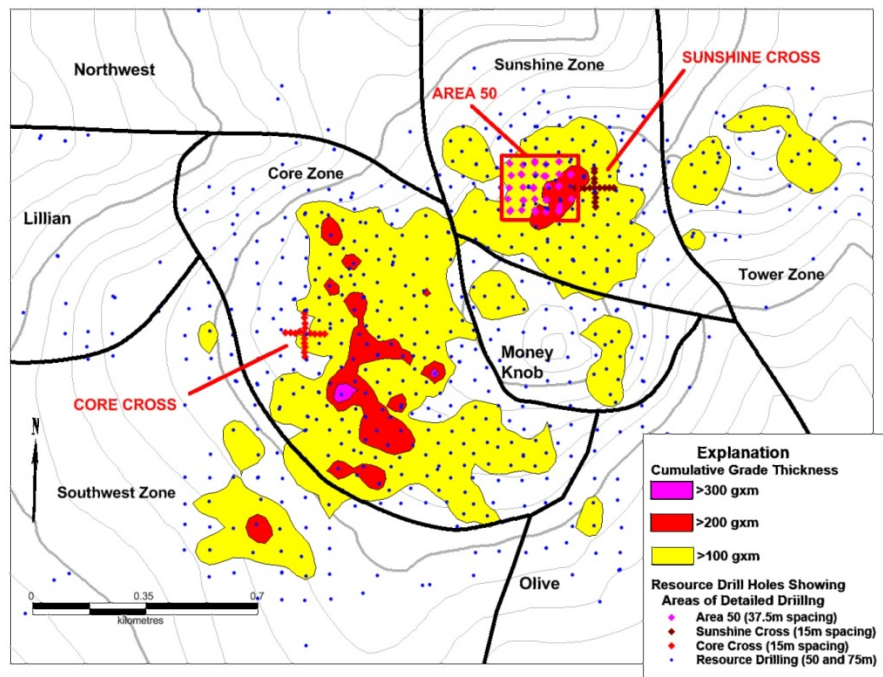 Northwest
Sunshine Zone
SUNSHINE CROSS
AREA 50
Core Zone
Lillian
Tower Zone
Money
Knob
CORE CROSS
N
Southwest Zone
Olive
0 0.35 0.7
kilometres
Explanation
Cumulative Grade Thickness
>300 gxm
>200 gxm
>100 gxm
Resource Drill Holes Showing
Areas of Detailed Driillng
Area 50 (37.5m spacing)
Sunshine Cross (15m spacing)
Core Cross (15m spacing)
Resource Drilling (50 and 75m)